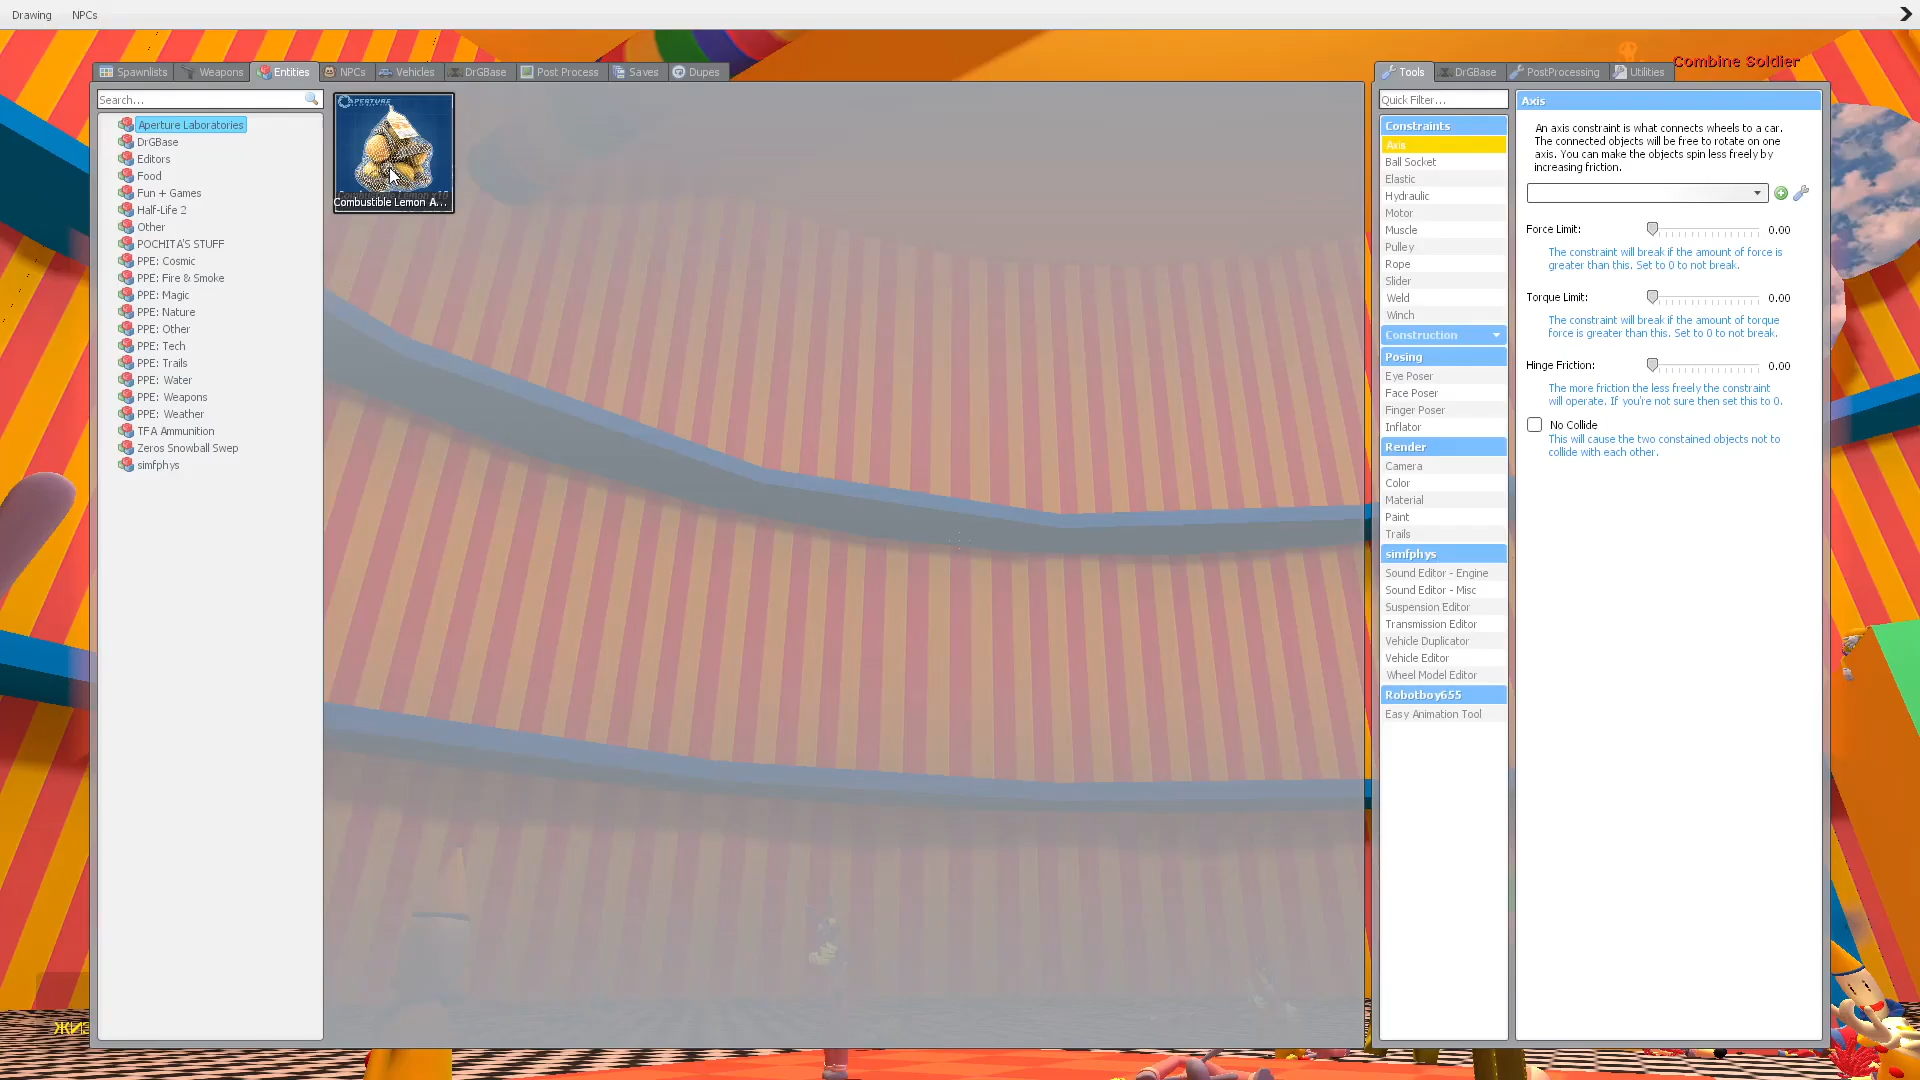 Drawing NPCs
Combine Soldier
Spawnlists Weapons Entities NPCs Vehicles DrGBase Post Process Saves Dupes
Search...
Aperture Laboratories
DrGBase
Editors
Food
Fun + Games
Half-Life 2
Other
POCHITA'S STUFF
PPE: Cosmic
PPE: Fire & Smoke
PPE: Magic
PPE: Nature
PPE: Other
PPE: Tech
PPE: Trails
PPE: Water
PPE: Weapons
PPE: Weather
TFA Ammunition
Zeros Snowball Swep
simfphys
APERTURE
Combustible Lemon A...
Tools DrGBase PostProcessing Utilities
Quick Filter...
Constraints
Axis
Ball Socket
Elastic
Hydraulic
Motor
Muscle
Pulley
Rope
Slider
Weld
Winch
Construction
Posing
Eye Poser
Face Poser
Finger Poser
Inflator
Render
Camera
Color
Material
Paint
Trails
simfphys
Sound Editor - Engine
Sound Editor - Misc
Suspension Editor
Transmission Editor
Vehicle Duplicator
Vehicle Editor
Wheel Model Editor
Robotboy655
Easy Animation Tool
Axis
An axis constraint is what connects wheels to a car.
The connected objects will be free to rotate on one
axis. You can make the objects spin less freely by
increasing friction.
Force Limit: 0.00
The constraint will break if the amount of force is
greater than this. Set to 0 to not break.
Torque Limit: 0.00
The constraint will break if the amount of torque
force is greater than this. Set to 0 to not break.
Hinge Friction: 0.00
The more friction the less freely the constraint
will operate. If you're not sure then set this to 0.
No Collide
This will cause the two constained objects not to
collide with each other.